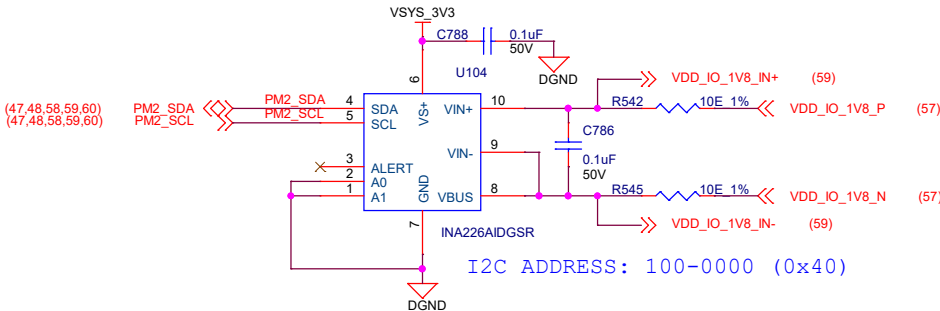 VSYS_3V3
C788
0.1uF
50V
DGND
U104
6
VDD_IO_1V8_IN+ (59)
(47,48,58,59,60) PM2_SDA PM2_SDA 4 SDA VS+ VIN+ 10 R542 10E_1% VDD_IO_1V8_P (57)
(47,48,58,59,60) PM2_SCL PM2_SCL 5 SCL
C786
9 VIN-
0.1uF
50V
3 ALERT
2 A0
1 A1 GND VBUS 8 R545 10E_1% VDD_IO_1V8_N (57)
7
INA226AIDGSR
VDD_IO_1V8_IN- (59)
I2C ADDRESS: 100-0000 (0x40)
DGND